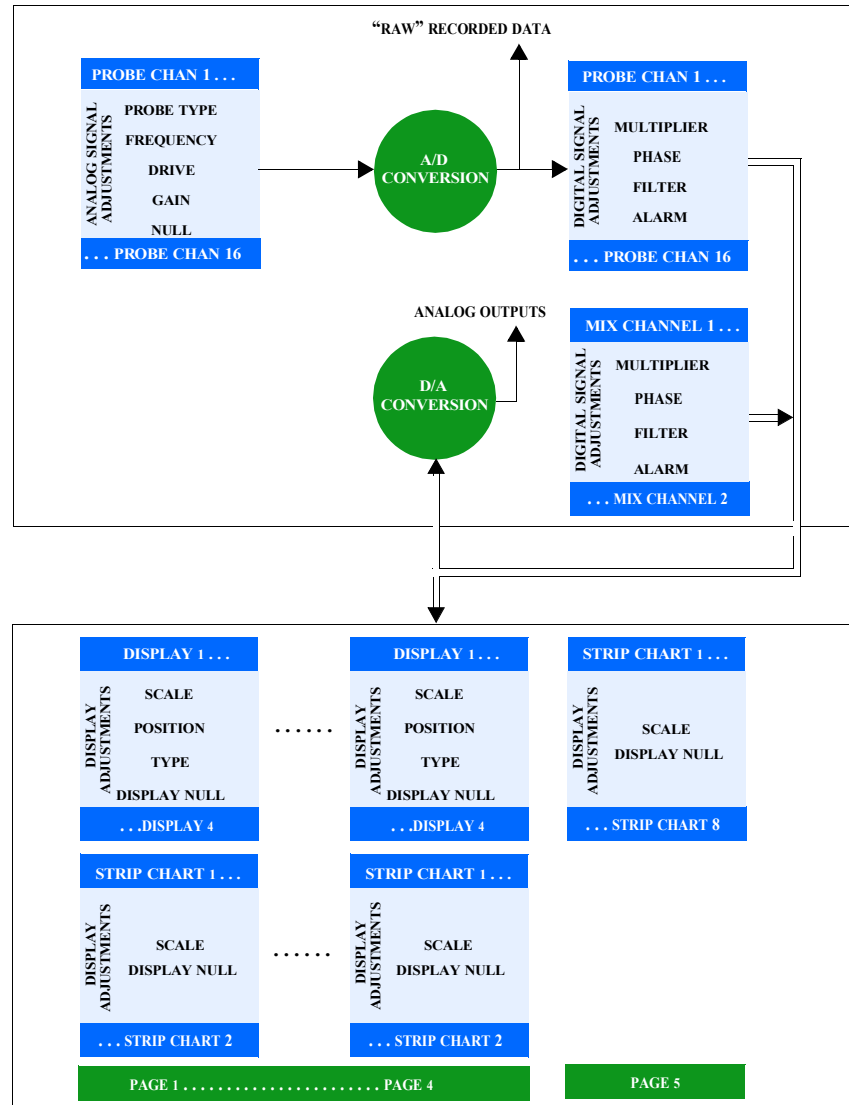 “RAW” RECORDED DATA
PROBE CHAN 1 . . .
ANALOG SIGNAL
ADJUSTMENTS
PROBE TYPE
FREQUENCY
DRIVE
GAIN
NULL
. . . PROBE CHAN 16
A/D
CONVERSION
PROBE CHAN 1 . . .
DIGITAL SIGNAL
ADJUSTMENTS
MULTIPLIER
PHASE
FILTER
ALARM
. . . PROBE CHAN 16
ANALOG OUTPUTS
D/A
CONVERSION
MIX CHANNEL 1 . . .
DIGITAL SIGNAL
ADJUSTMENTS
MULTIPLIER
PHASE
FILTER
ALARM
. . . MIX CHANNEL 2
DISPLAY 1 . . .
DISPLAY
ADJUSTMENTS
SCALE
POSITION
TYPE
DISPLAY NULL
. . .DISPLAY 4
. . . . . .
DISPLAY 1 . . .
DISPLAY
ADJUSTMENTS
SCALE
POSITION
TYPE
DISPLAY NULL
. . .DISPLAY 4
STRIP CHART 1 . . .
DISPLAY
ADJUSTMENTS
SCALE
DISPLAY NULL
. . . STRIP CHART 8
STRIP CHART 1 . . .
DISPLAY
ADJUSTMENTS
SCALE
DISPLAY NULL
. . . STRIP CHART 2
. . . . . .
STRIP CHART 1 . . .
DISPLAY
ADJUSTMENTS
SCALE
DISPLAY NULL
. . . STRIP CHART 2
PAGE 1 . . . . . . . . . . . . . . . . . . . . . . . PAGE 4
PAGE 5